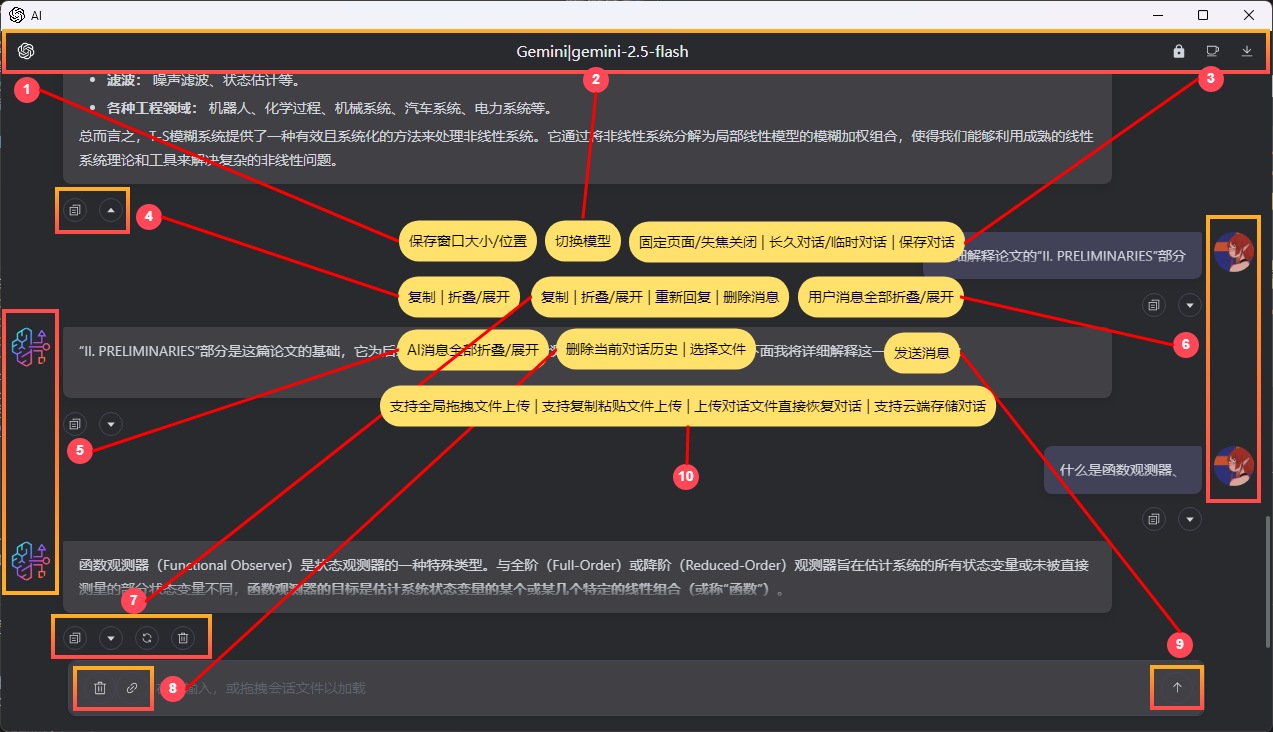 AI
Gemini|gemini-2.5-flash
滤波： 噪声滤波、状态估计等。
1
2
3
各种工程领域： 机器人、化学过程、机械系统、汽车系统、电力系统等。
总而言之，T-S模糊系统提供了一种有效且系统化的方法来处理非线性系统。它通过将非线性系统分解为局部线性模型的模糊加权组合，使得我们能够利用成熟的线性
系统理论和工具来解决复杂的非线性问题。
4
保存窗口大小/位置
切换模型
固定页面/失焦关闭 | 长久对话/临时对话 | 保存对话
细解释论文的"II. PRELIMINARIES"部分
复制 | 折叠/展开
复制 | 折叠/展开 | 重新回复 | 删除消息
用户消息全部折叠/展开
6
"II. PRELIMINARIES"部分是这篇论文的基础，它为后
AI消息全部折叠/展开
删除当前对话历史 | 选择文件
下面我将详细解释这一
发送消息
支持全局拖拽文件上传 | 支持复制粘贴文件上传 | 上传对话文件直接恢复对话 | 支持云端存储对话
5
10
什么是函数观测器、
函数观测器（Functional Observer）是状态观测器的一种特殊类型。与全阶（Full-Order）或降阶（Reduced-Order）观测器旨在估计系统的所有状态变量或未被直接
测量的部分状态变量不同，函数观测器的目标是估计系统状态变量的某个或某几个特定的线性组合（或称"函数"）。
7
9
8
输入，或拖拽会话文件以加载